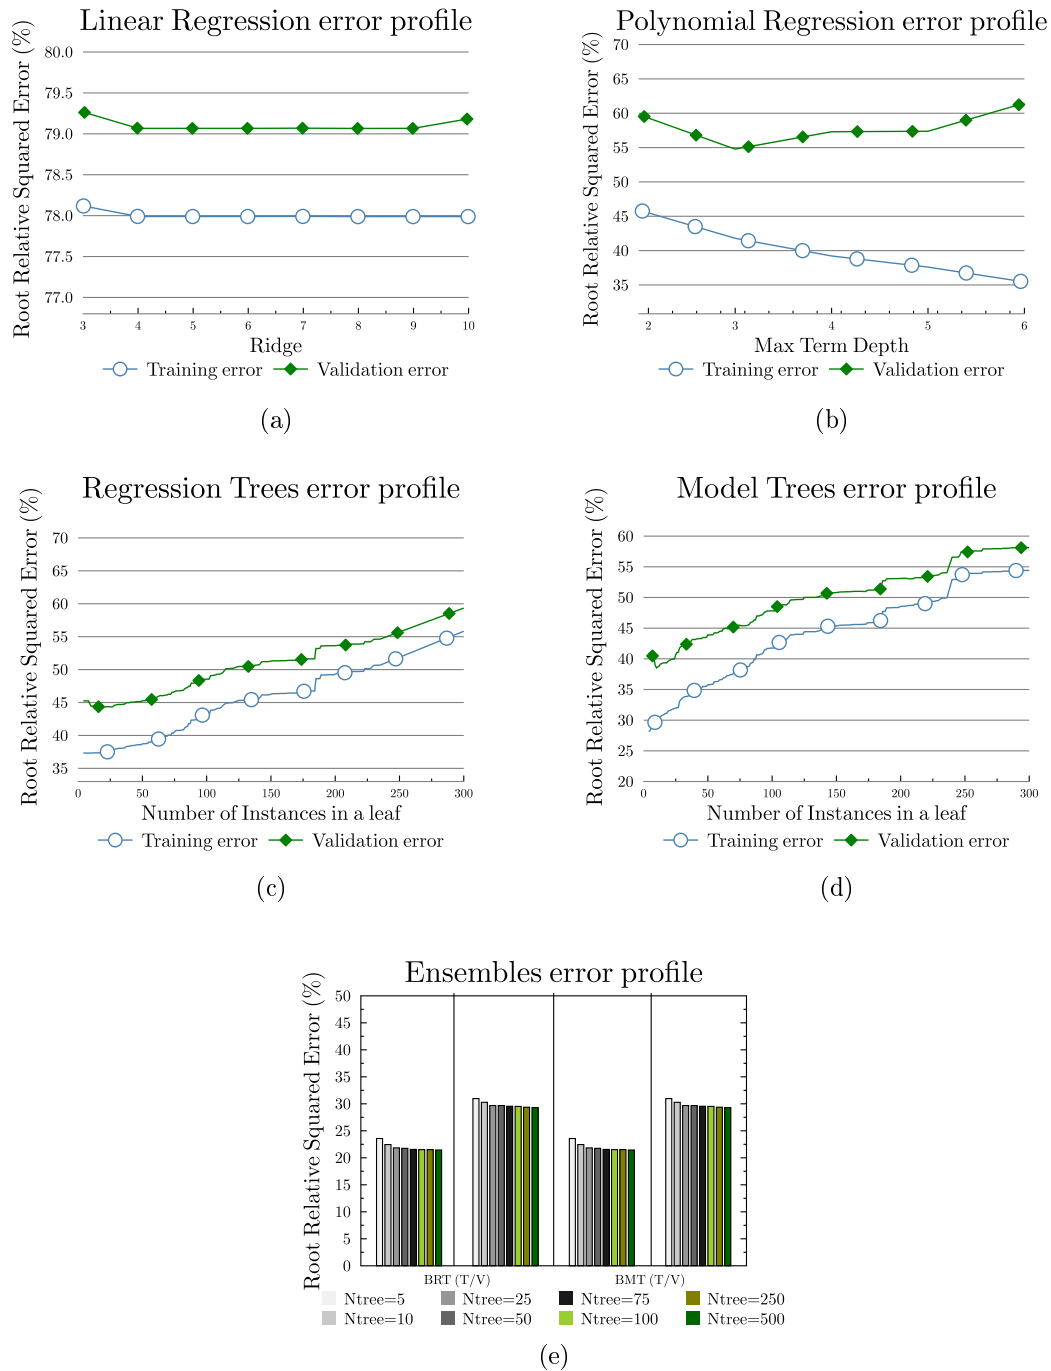 Linear Regression error profile
Root Relative Squared Error (%)
80.0
79.5
79.0
78.5
78.0
77.5
77.0
3 4 5 6 7 8 9 10
Ridge
Training error Validation error
(a)
Polynomial Regression error profile
Root Relative Squared Error (%)
70
65
60
55
50
45
40
35
2 3 4 5 6
Max Term Depth
Training error Validation error
(b)
Regression Trees error profile
Root Relative Squared Error (%)
70
65
60
55
50
45
40
35
0 50 100 150 200 250 300
Number of Instances in a leaf
Training error Validation error
(c)
Model Trees error profile
Root Relative Squared Error (%)
60
55
50
45
40
35
30
25
20
0 50 100 150 200 250 300
Number of Instances in a leaf
Training error Validation error
(d)
Ensembles error profile
Root Relative Squared Error (%)
50
45
40
35
30
25
20
15
10
5
0
BRT (T/V) BMT (T/V)
Ntree=5 Ntree=25 Ntree=75 Ntree=250
Ntree=10 Ntree=50 Ntree=100 Ntree=500
(e)